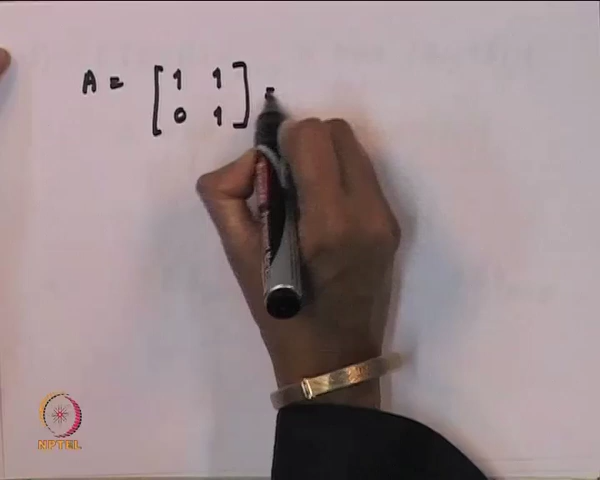 A = [ 1 1
0 1 ]
NPTEL